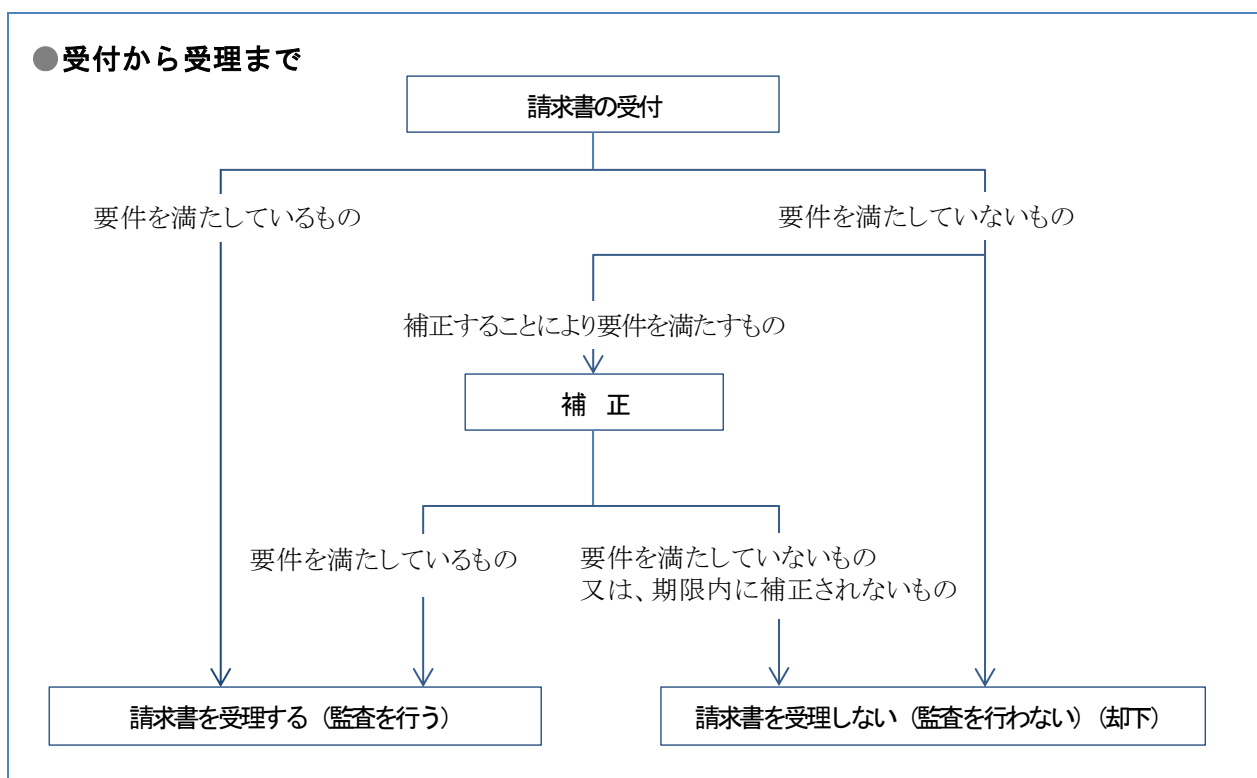 ●受付から受理まで
請求書の受付
要件を満たしているもの
要件を満たしていないもの
補正することにより要件を満たすもの
補 正
要件を満たしているもの
要件を満たしていないもの
又は、期限内に補正されないもの
請求書を受理する（監査を行う）
請求書を受理しない（監査を行わない）（却下）